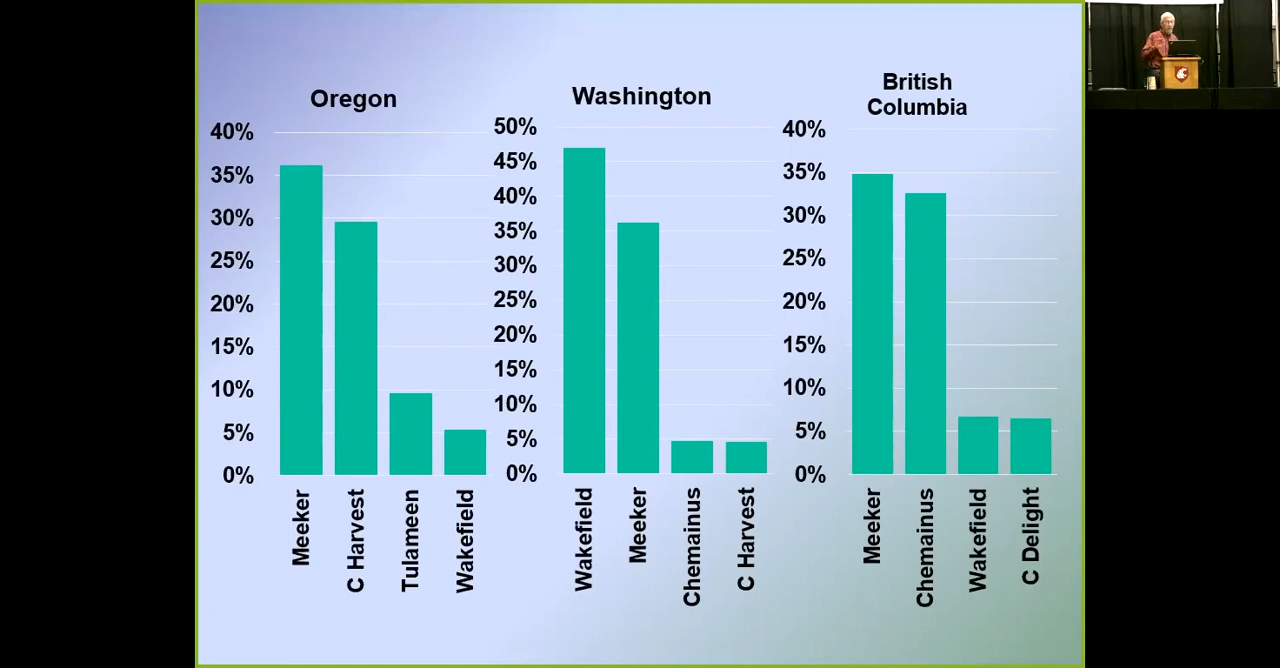 Oregon
40%
35%
30%
25%
20%
15%
10%
5%
0%
Meeker
C Harvest
Tulameen
Wakefield
Washington
50%
45%
40%
35%
30%
25%
20%
15%
10%
5%
0%
Wakefield
Meeker
Chemainus
C Harvest
British
Columbia
40%
35%
30%
25%
20%
15%
10%
5%
0%
Meeker
Chemainus
Wakefield
C Delight